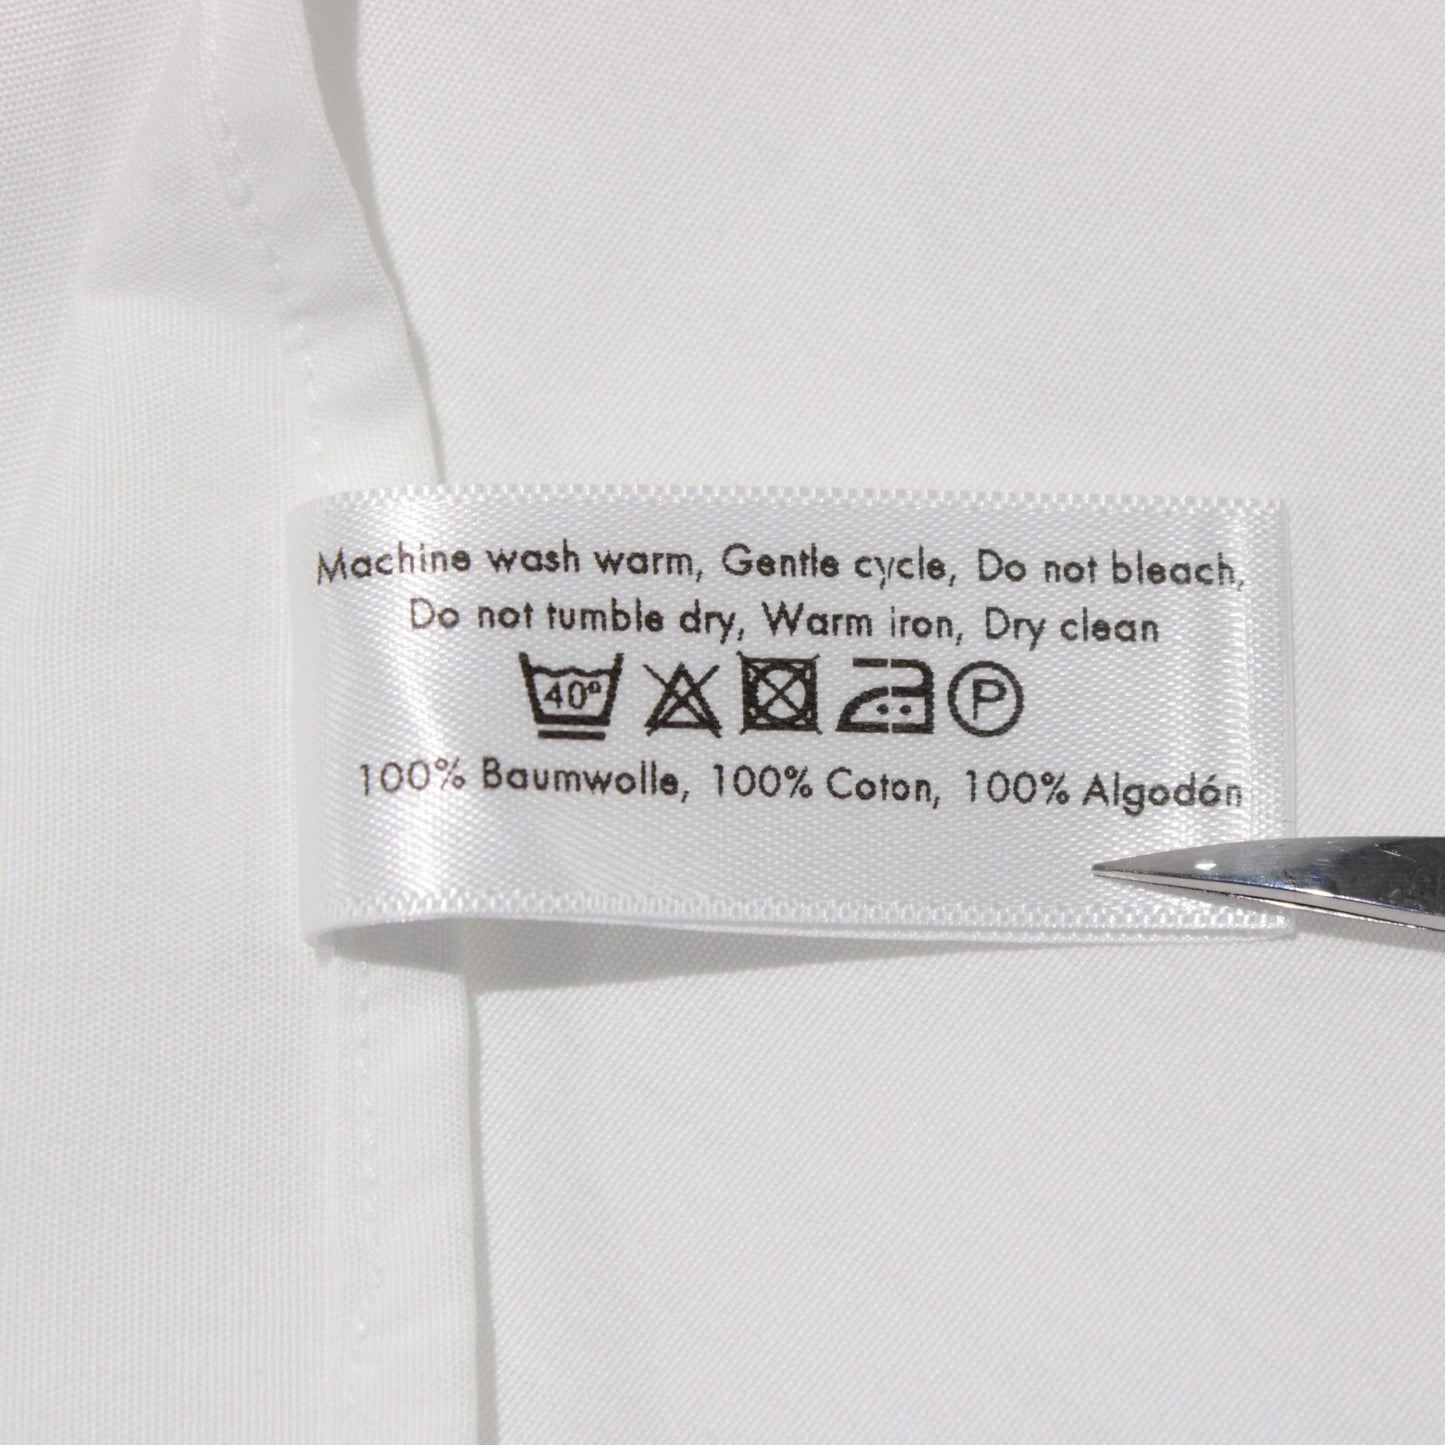 Machine wash warm, Gentle cycle, Do not bleach,
Do not tumble dry, Warm iron, Dry clean
40° P
100% Baumwolle, 100% Coton, 100% Algodón